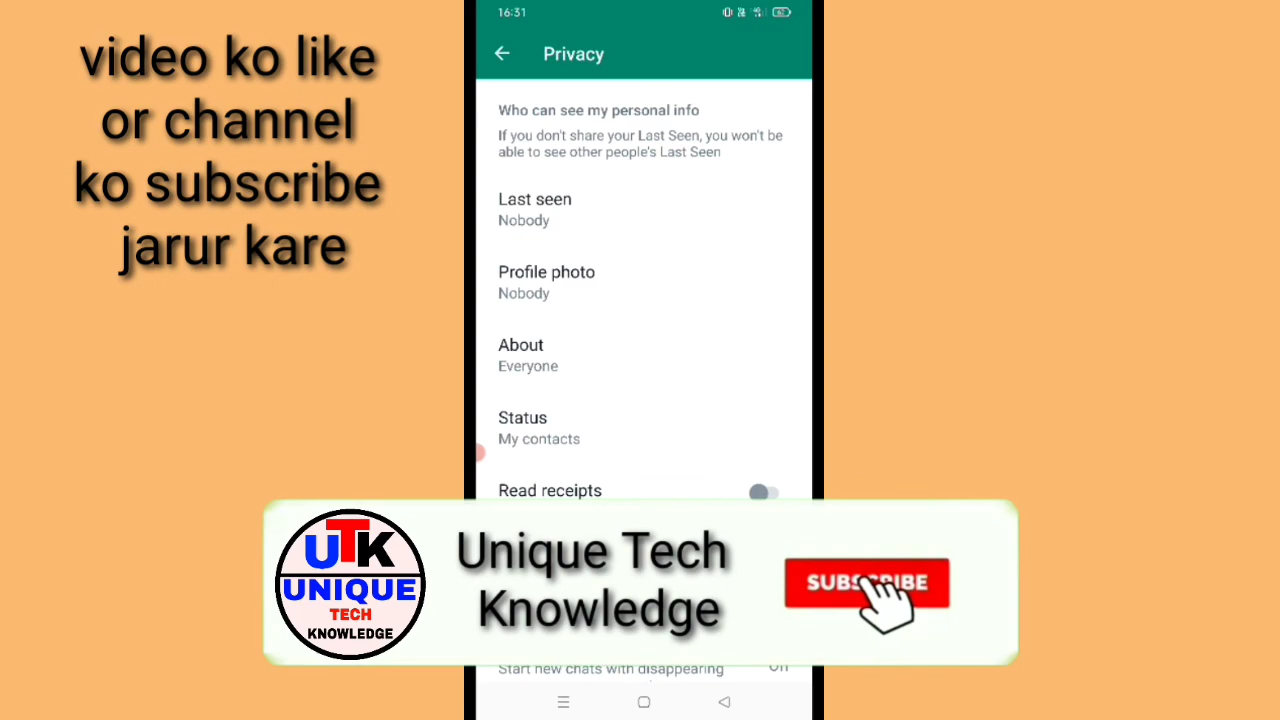 video ko like
or channel
ko subscribe
jarur kare
16:31
Privacy
Who can see my personal info
If you don't share your Last Seen, you won't be
able to see other people's Last Seen
Last seen
Nobody
Profile photo
Nobody
About
Everyone
Status
My contacts
Read receipts
UTK
UNIQUE
TECH
KNOWLEDGE
Unique Tech
Knowledge
SUBSCRIBE
Start new chats with disappearing